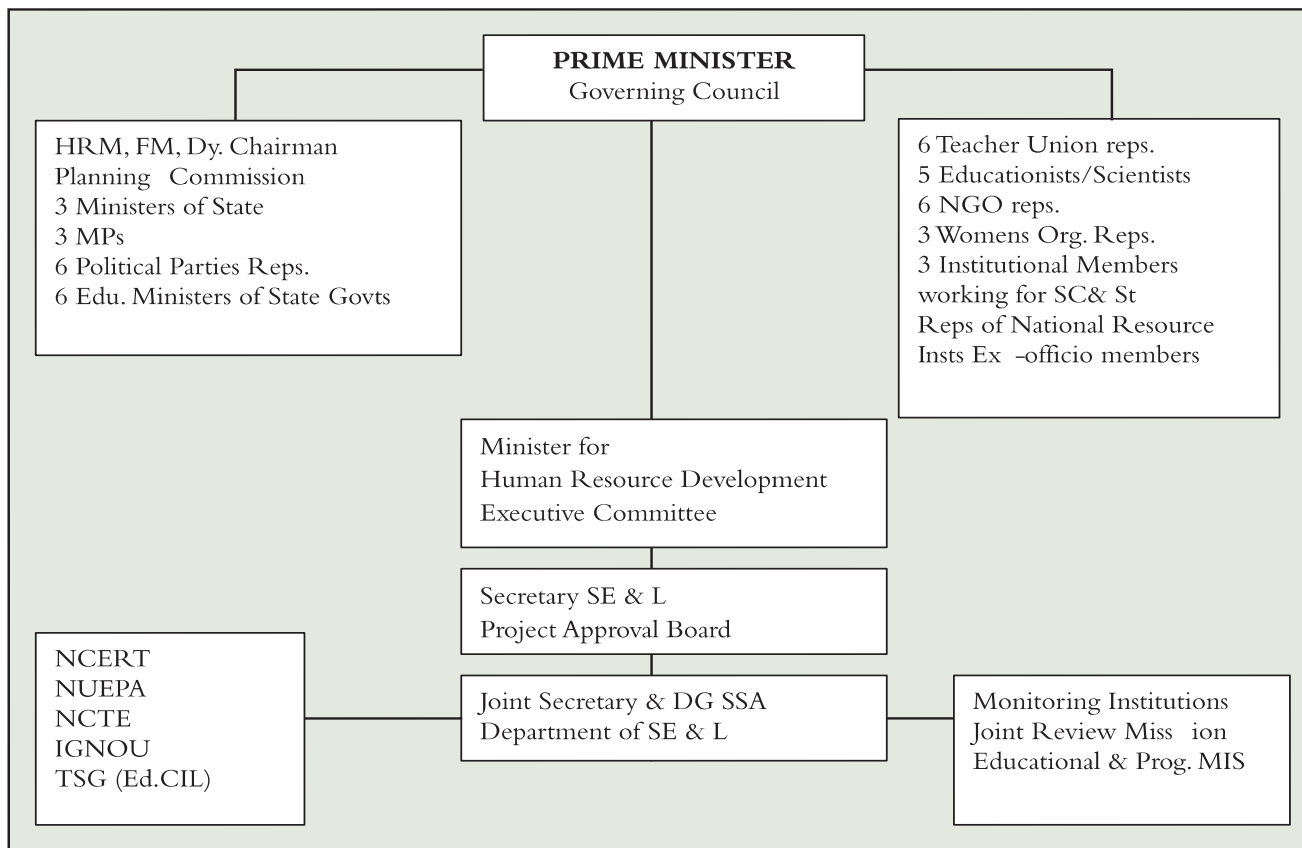 PRIME MINISTER
Governing Council
HRM, FM, Dy. Chairman
Planning Commission
3 Ministers of State
3 MPs
6 Political Parties Reps.
6 Edu. Ministers of State Govts
6 Teacher Union reps.
5 Educationists/Scientists
6 NGO reps.
3 Womens Org. Reps.
3 Institutional Members
working for SC& St
Reps of National Resource
Insts Ex -officio members
Minister for
Human Resource Development
Executive Committee
Secretary SE & L
Project Approval Board
NCERT
NUEPA
NCTE
IGNOU
TSG (Ed.CIL)
Joint Secretary & DG SSA
Department of SE & L
Monitoring Institutions
Joint Review Miss ion
Educational & Prog. MIS